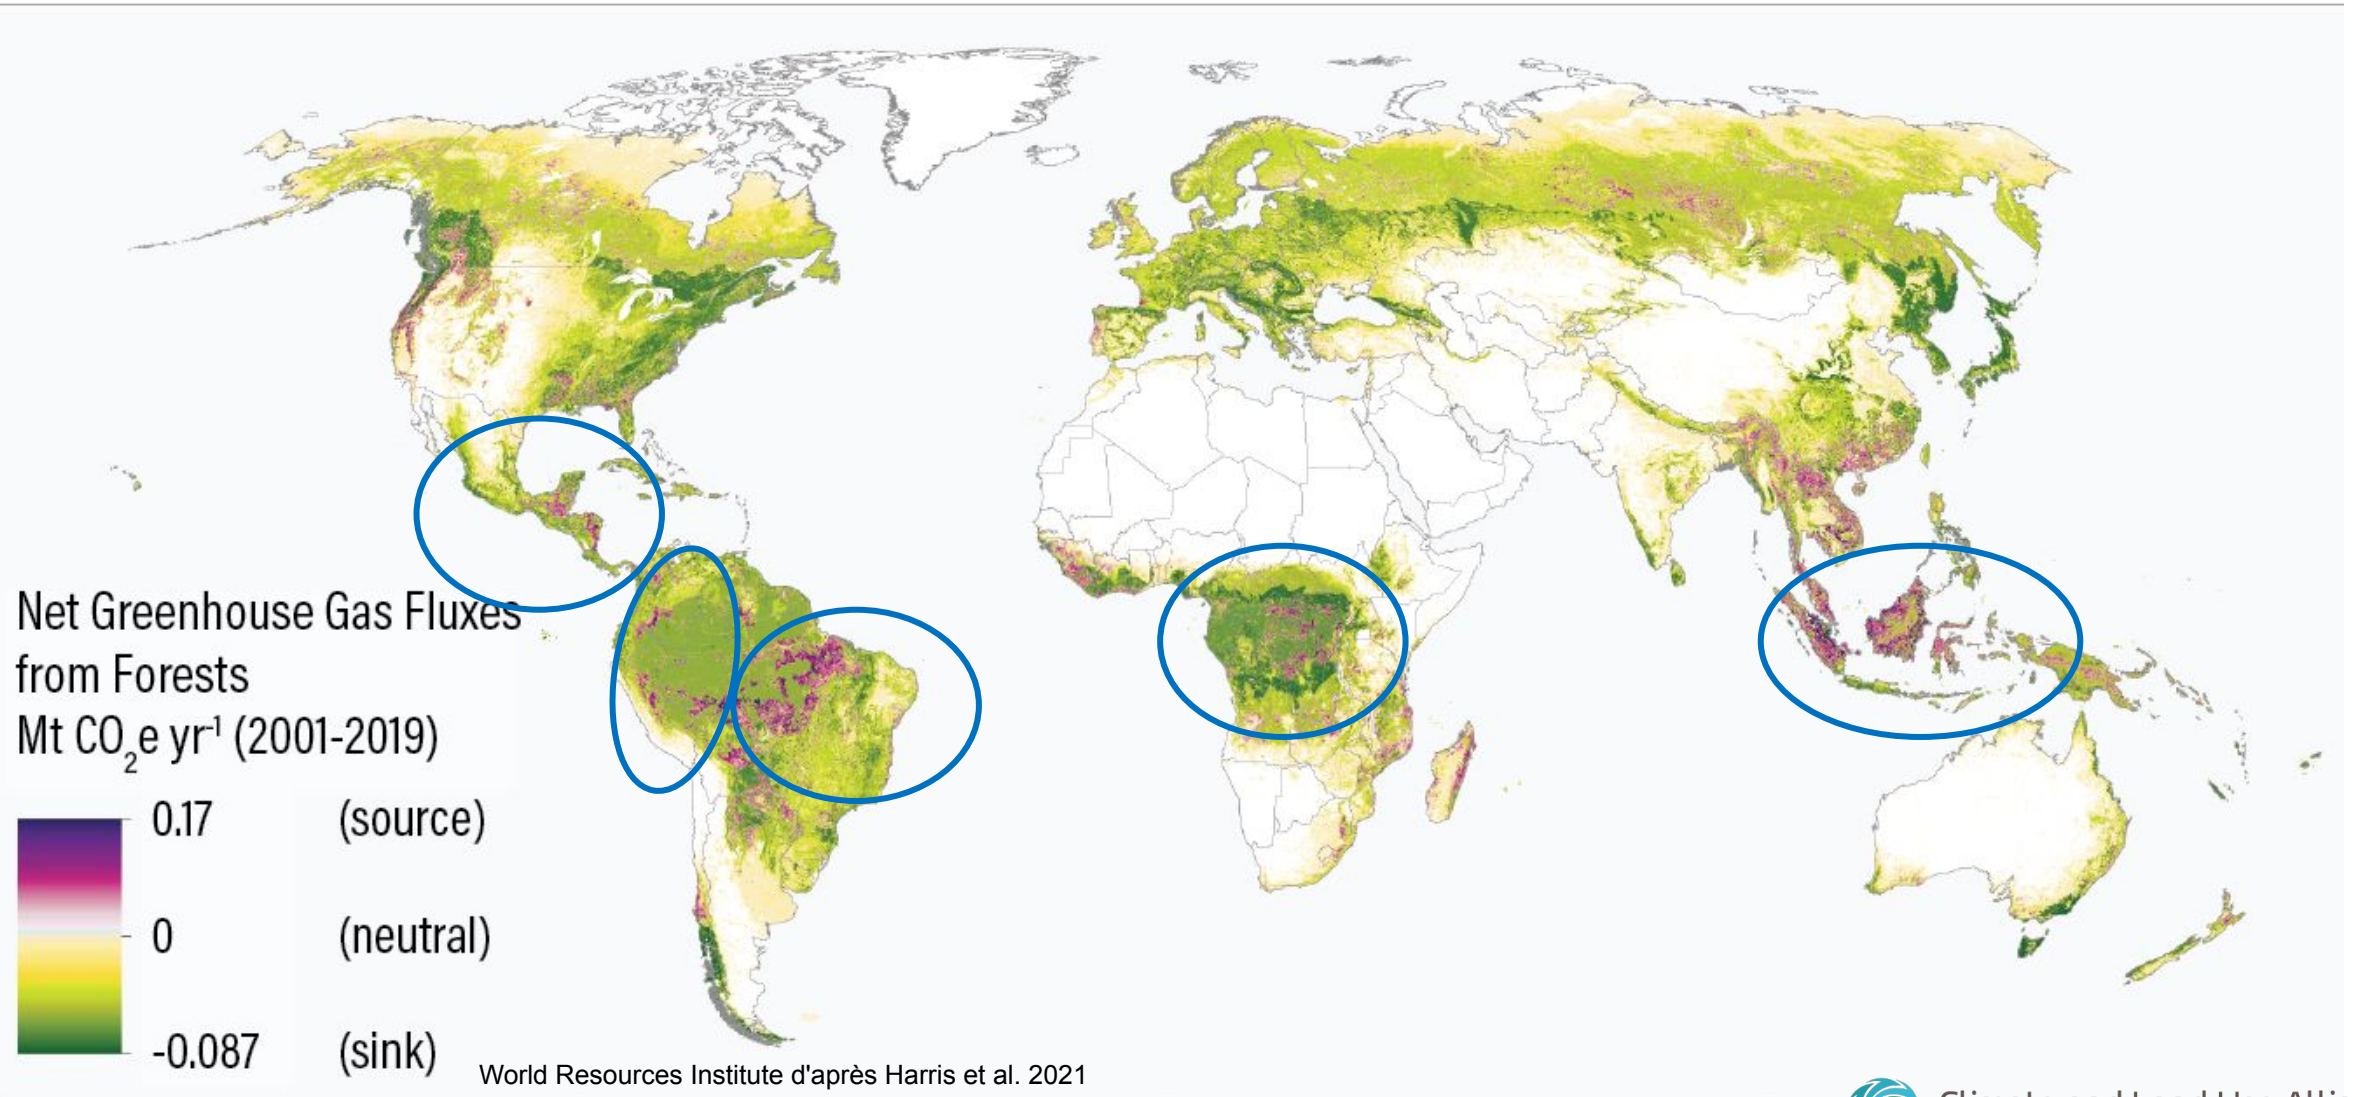 Net Greenhouse Gas Fluxes
from Forests
Mt CO₂e yr⁻¹ (2001-2019)
0.17 (source)
0 (neutral)
-0.087 (sink)
World Resources Institute d'après Harris et al. 2021